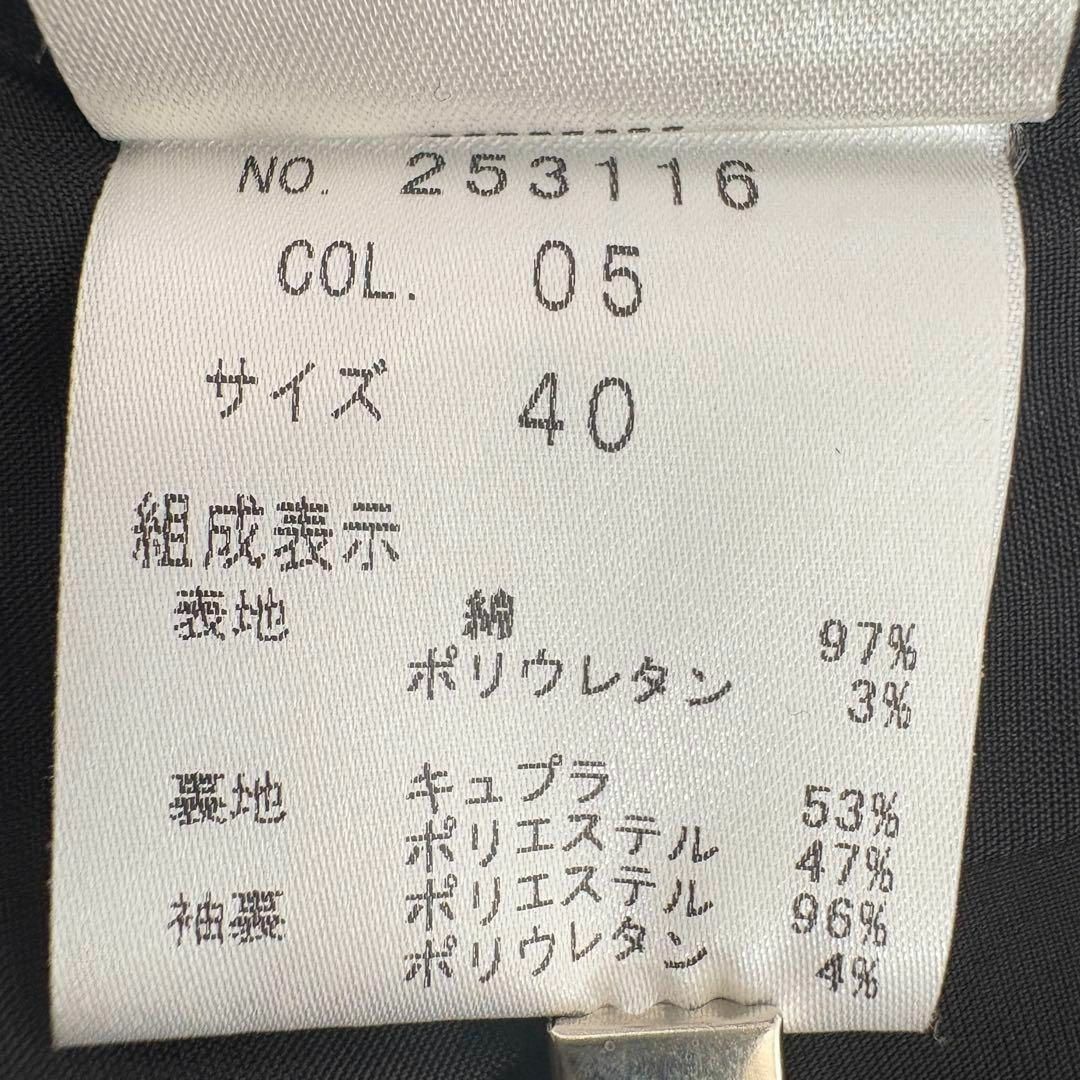 NO. 253116
COL. 05
サイズ 40
組成表示
表地 綿 97%
ポリウレタン 3%
裏地 キュプラ 53%
ポリエステル 47%
袖裏 ポリエステル 96%
ポリウレタン 4%